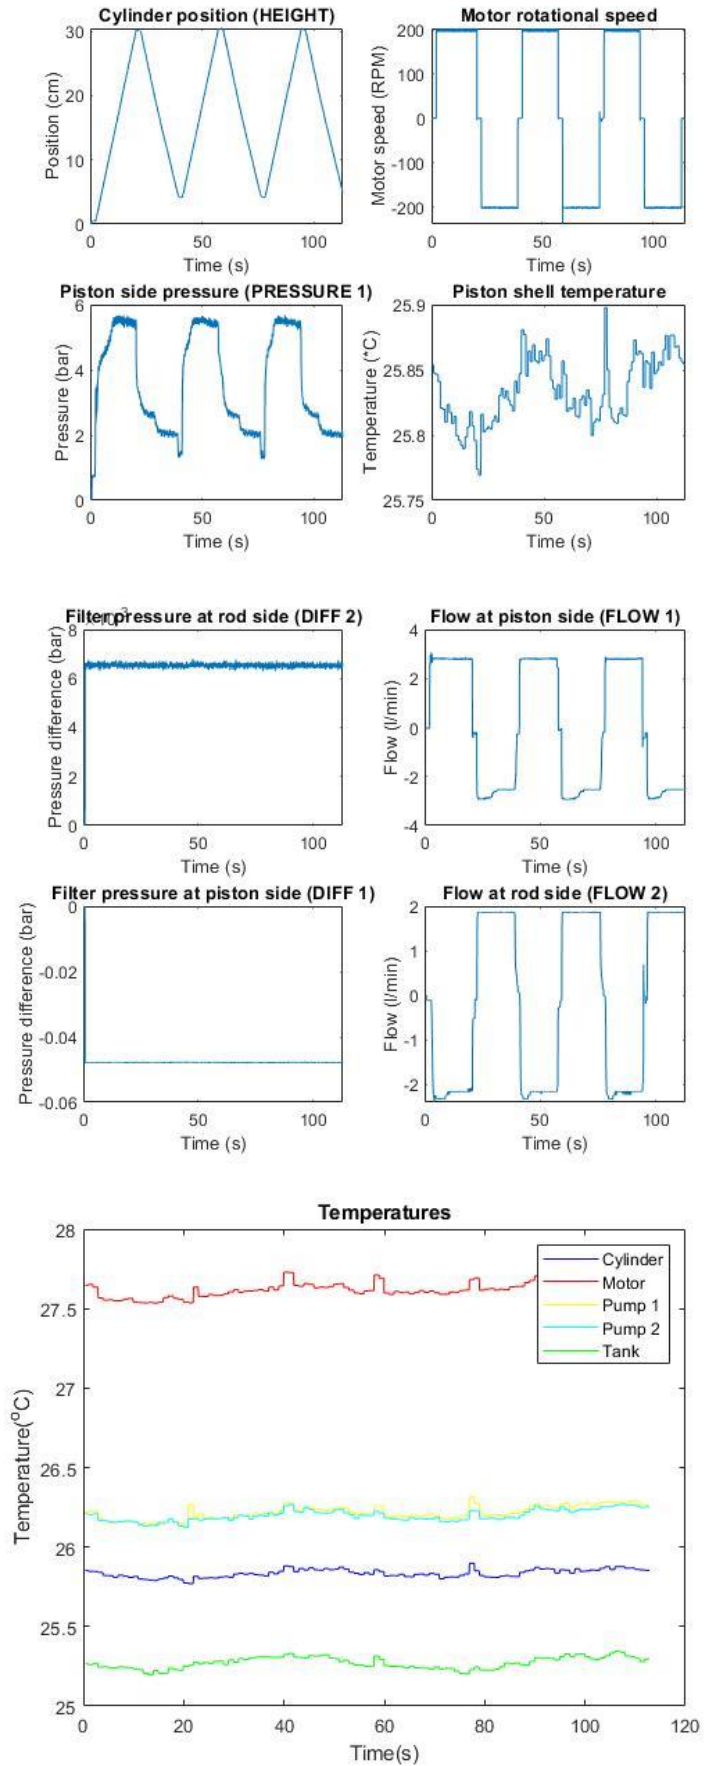 Cylinder position (HEIGHT)
Position (cm)
30
20
10
0
0 50 100
Time (s)
Motor rotational speed
Motor speed (RPM)
200
100
0
-100
-200
0 50 100
Time (s)
Piston side pressure (PRESSURE 1)
Pressure (bar)
6
4
2
0
0 50 100
Time (s)
Piston shell temperature
Temperature (°C)
25.9
25.85
25.8
25.75
0 50 100
Time (s)
Filter pressure at rod side (DIFF 2)
Pressure difference (bar)
8
6
4
2
0
0 50 100
Time (s)
Flow at piston side (FLOW 1)
Flow (l/min)
4
2
0
-2
-4
0 50 100
Time (s)
Filter pressure at piston side (DIFF 1)
Pressure difference (bar)
0
-0.02
-0.04
-0.06
0 50 100
Time (s)
Flow at rod side (FLOW 2)
Flow (l/min)
2
1
0
-1
-2
0 50 100
Time (s)
Temperatures
Temperature(°C)
28
27.5
27
26.5
26
25.5
25
Cylinder
Motor
Pump 1
Pump 2
Tank
0 20 40 60 80 100 120
Time(s)